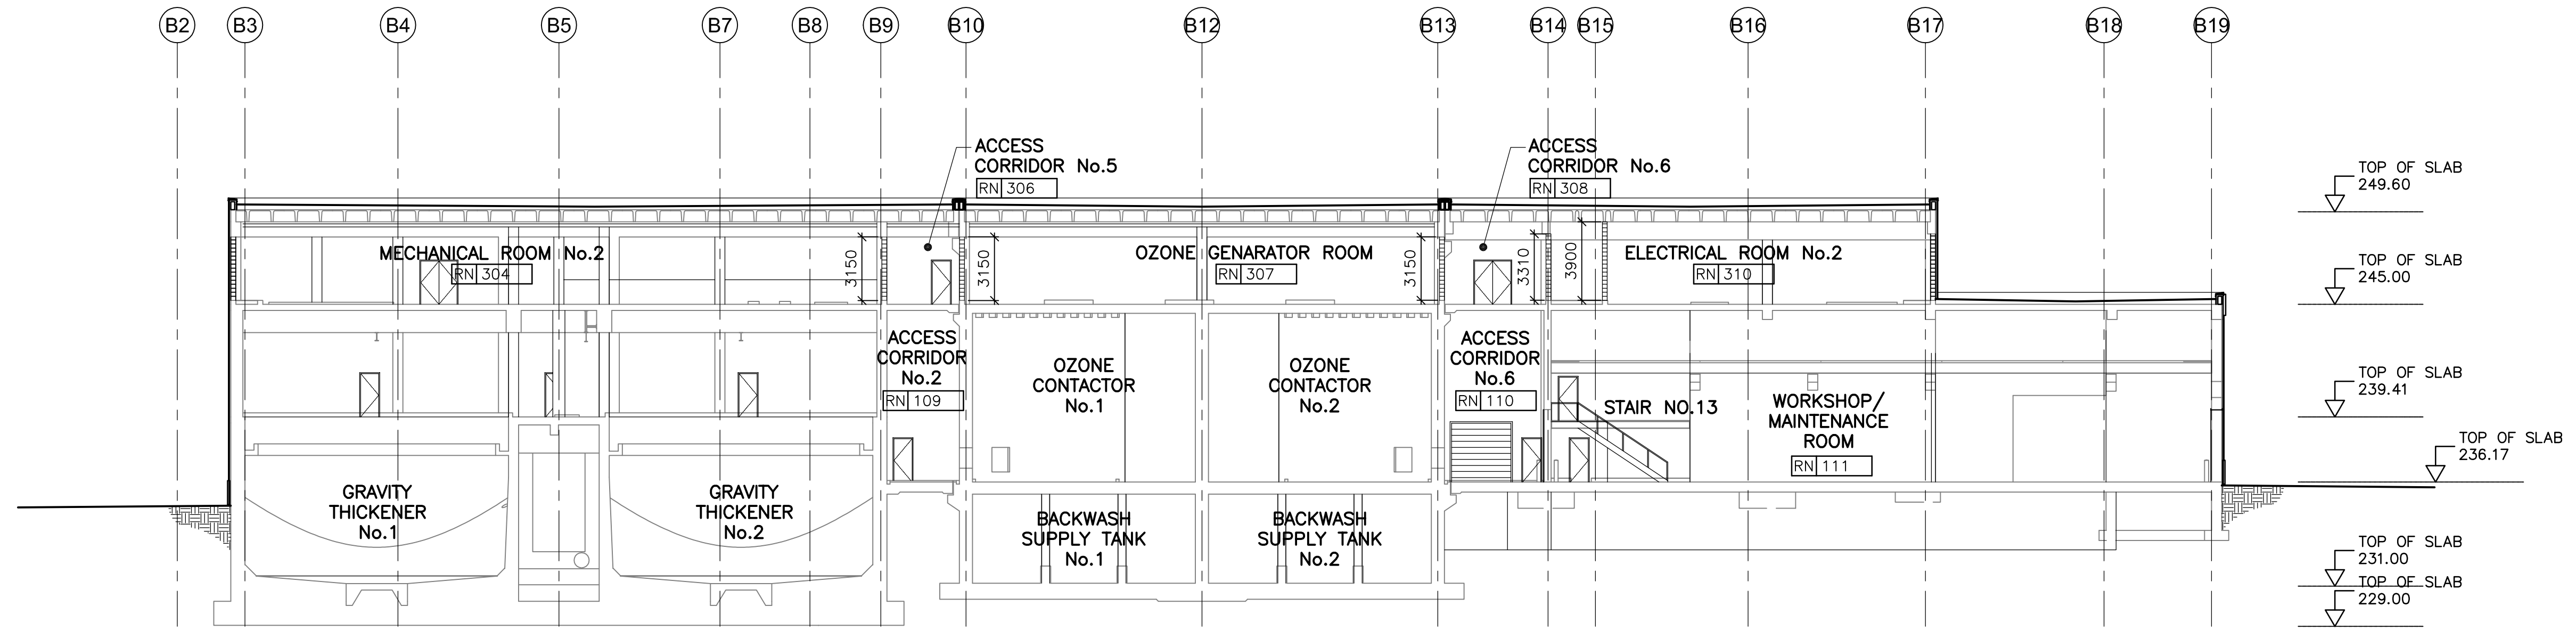 B2 B3 B4 B5 B7 B8 B9 B10 B12 B13 B14 B15 B16 B17 B18 B19
ACCESS
CORRIDOR No.5
RN 306
ACCESS
CORRIDOR No.6
RN 308
TOP OF SLAB
249.60
MECHANICAL ROOM No.2
RN 304
3150
3150
OZONE GENARATOR ROOM
RN 307
3150
3310
3900
ELECTRICAL ROOM No.2
RN 310
TOP OF SLAB
245.00
ACCESS
CORRIDOR
No.2
RN 109
OZONE
CONTACTOR
No.1
OZONE
CONTACTOR
No.2
ACCESS
CORRIDOR
No.6
RN 110
STAIR NO.13
WORKSHOP/
MAINTENANCE
ROOM
RN 111
TOP OF SLAB
239.41
TOP OF SLAB
236.17
GRAVITY
THICKENER
No.1
GRAVITY
THICKENER
No.2
BACKWASH
SUPPLY TANK
No.1
BACKWASH
SUPPLY TANK
No.2
TOP OF SLAB
231.00
TOP OF SLAB
229.00